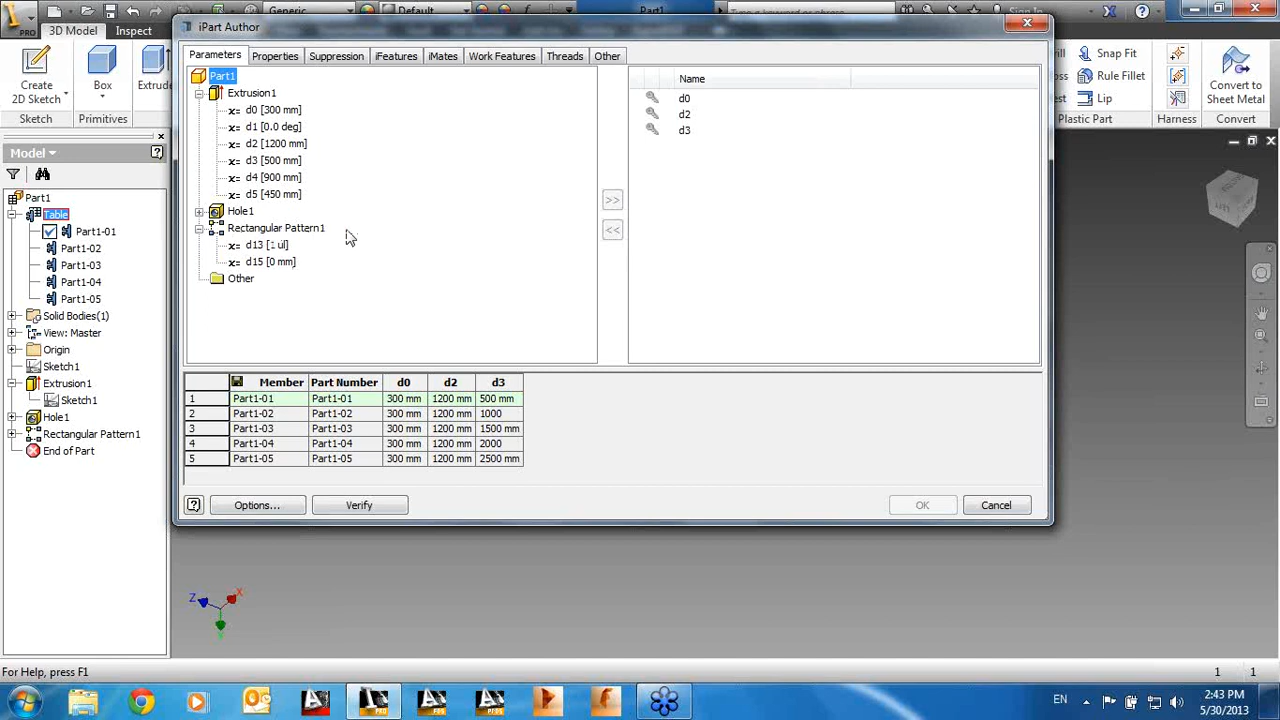 Generic
Default
Part1
Sign In
PRO
3D Model
Inspect
iPart Author
Create
2D Sketch
Box
Extrude
Sketch
Primitives
Snap Fit
Rule Fillet
Lip
Plastic Part
Harness
Convert to
Sheet Metal
Convert
Parameters
Properties
Suppression
iFeatures
iMates
Work Features
Threads
Other
Part1
Extrusion1
d0 [300 mm]
d1 [0.0 deg]
d2 [1200 mm]
d3 [500 mm]
d4 [900 mm]
d5 [450 mm]
Hole1
Rectangular Pattern1
d13 [1 ul]
d15 [0 mm]
Other
>>
<<
Name
d0
d2
d3
Member Part Number d0 d2 d3
1 Part1-01 Part1-01 300 mm 1200 mm 500 mm
2 Part1-02 Part1-02 300 mm 1200 mm 1000
3 Part1-03 Part1-03 300 mm 1200 mm 1500 mm
4 Part1-04 Part1-04 300 mm 1200 mm 2000
5 Part1-05 Part1-05 300 mm 1200 mm 2500 mm
Options...
Verify
OK
Cancel
Model
Part1
Table
Part1-01
Part1-02
Part1-03
Part1-04
Part1-05
Solid Bodies(1)
View: Master
Origin
Sketch1
Extrusion1
Sketch1
Hole1
Rectangular Pattern1
End of Part
Z
X
Y
For Help, press F1
1
1
EN
2:43 PM
5/30/2013